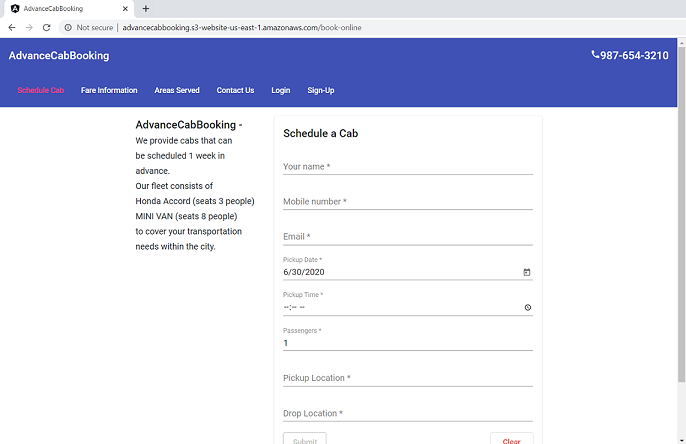 AdvanceCabBooking
Not secure | advancecabbooking.s3-website-us-east-1.amazonaws.com/book-online
AdvanceCabBooking
987-654-3210
Schedule Cab Fare Information Areas Served Contact Us Login Sign-Up
AdvanceCabBooking -
We provide cabs that can
be scheduled 1 week in
advance.
Our fleet consists of
Honda Accord (seats 3 people)
MINI VAN (seats 8 people)
to cover your transportation
needs within the city.
Schedule a Cab
Your name *
Mobile number *
Email *
Pickup Date *
6/30/2020
Pickup Time *
--:-- --
Passengers *
1
Pickup Location *
Drop Location *
Submit Clear